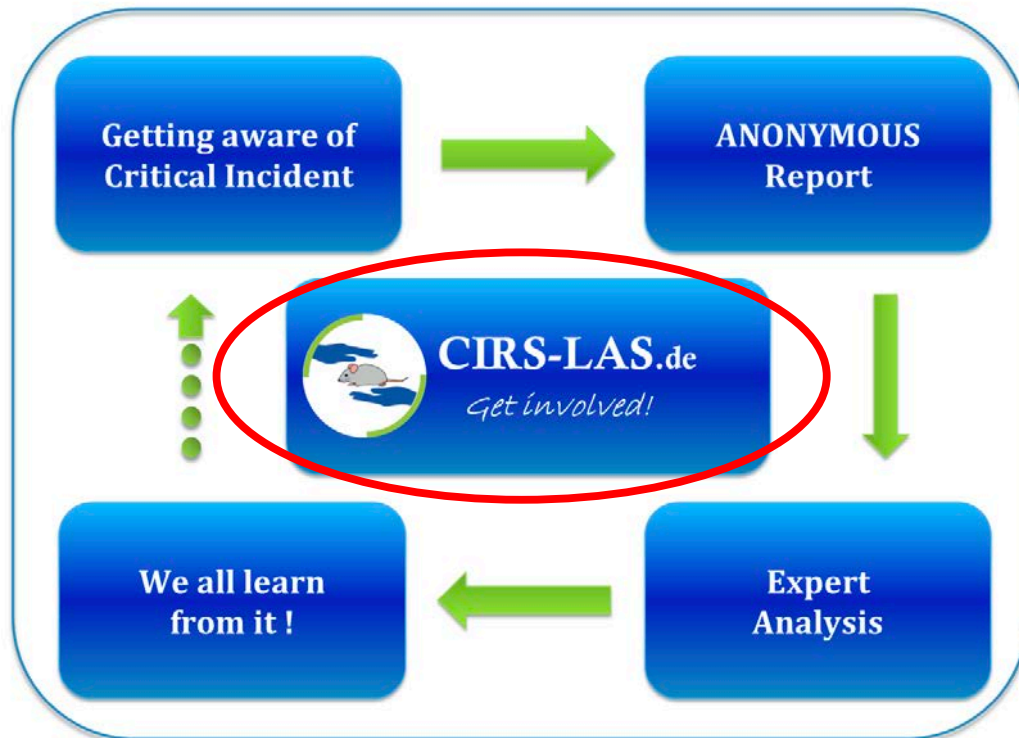 Getting aware of
Critical Incident
ANONYMOUS
Report
CIRS-LAS.de
Get involved!
We all learn
from it !
Expert
Analysis